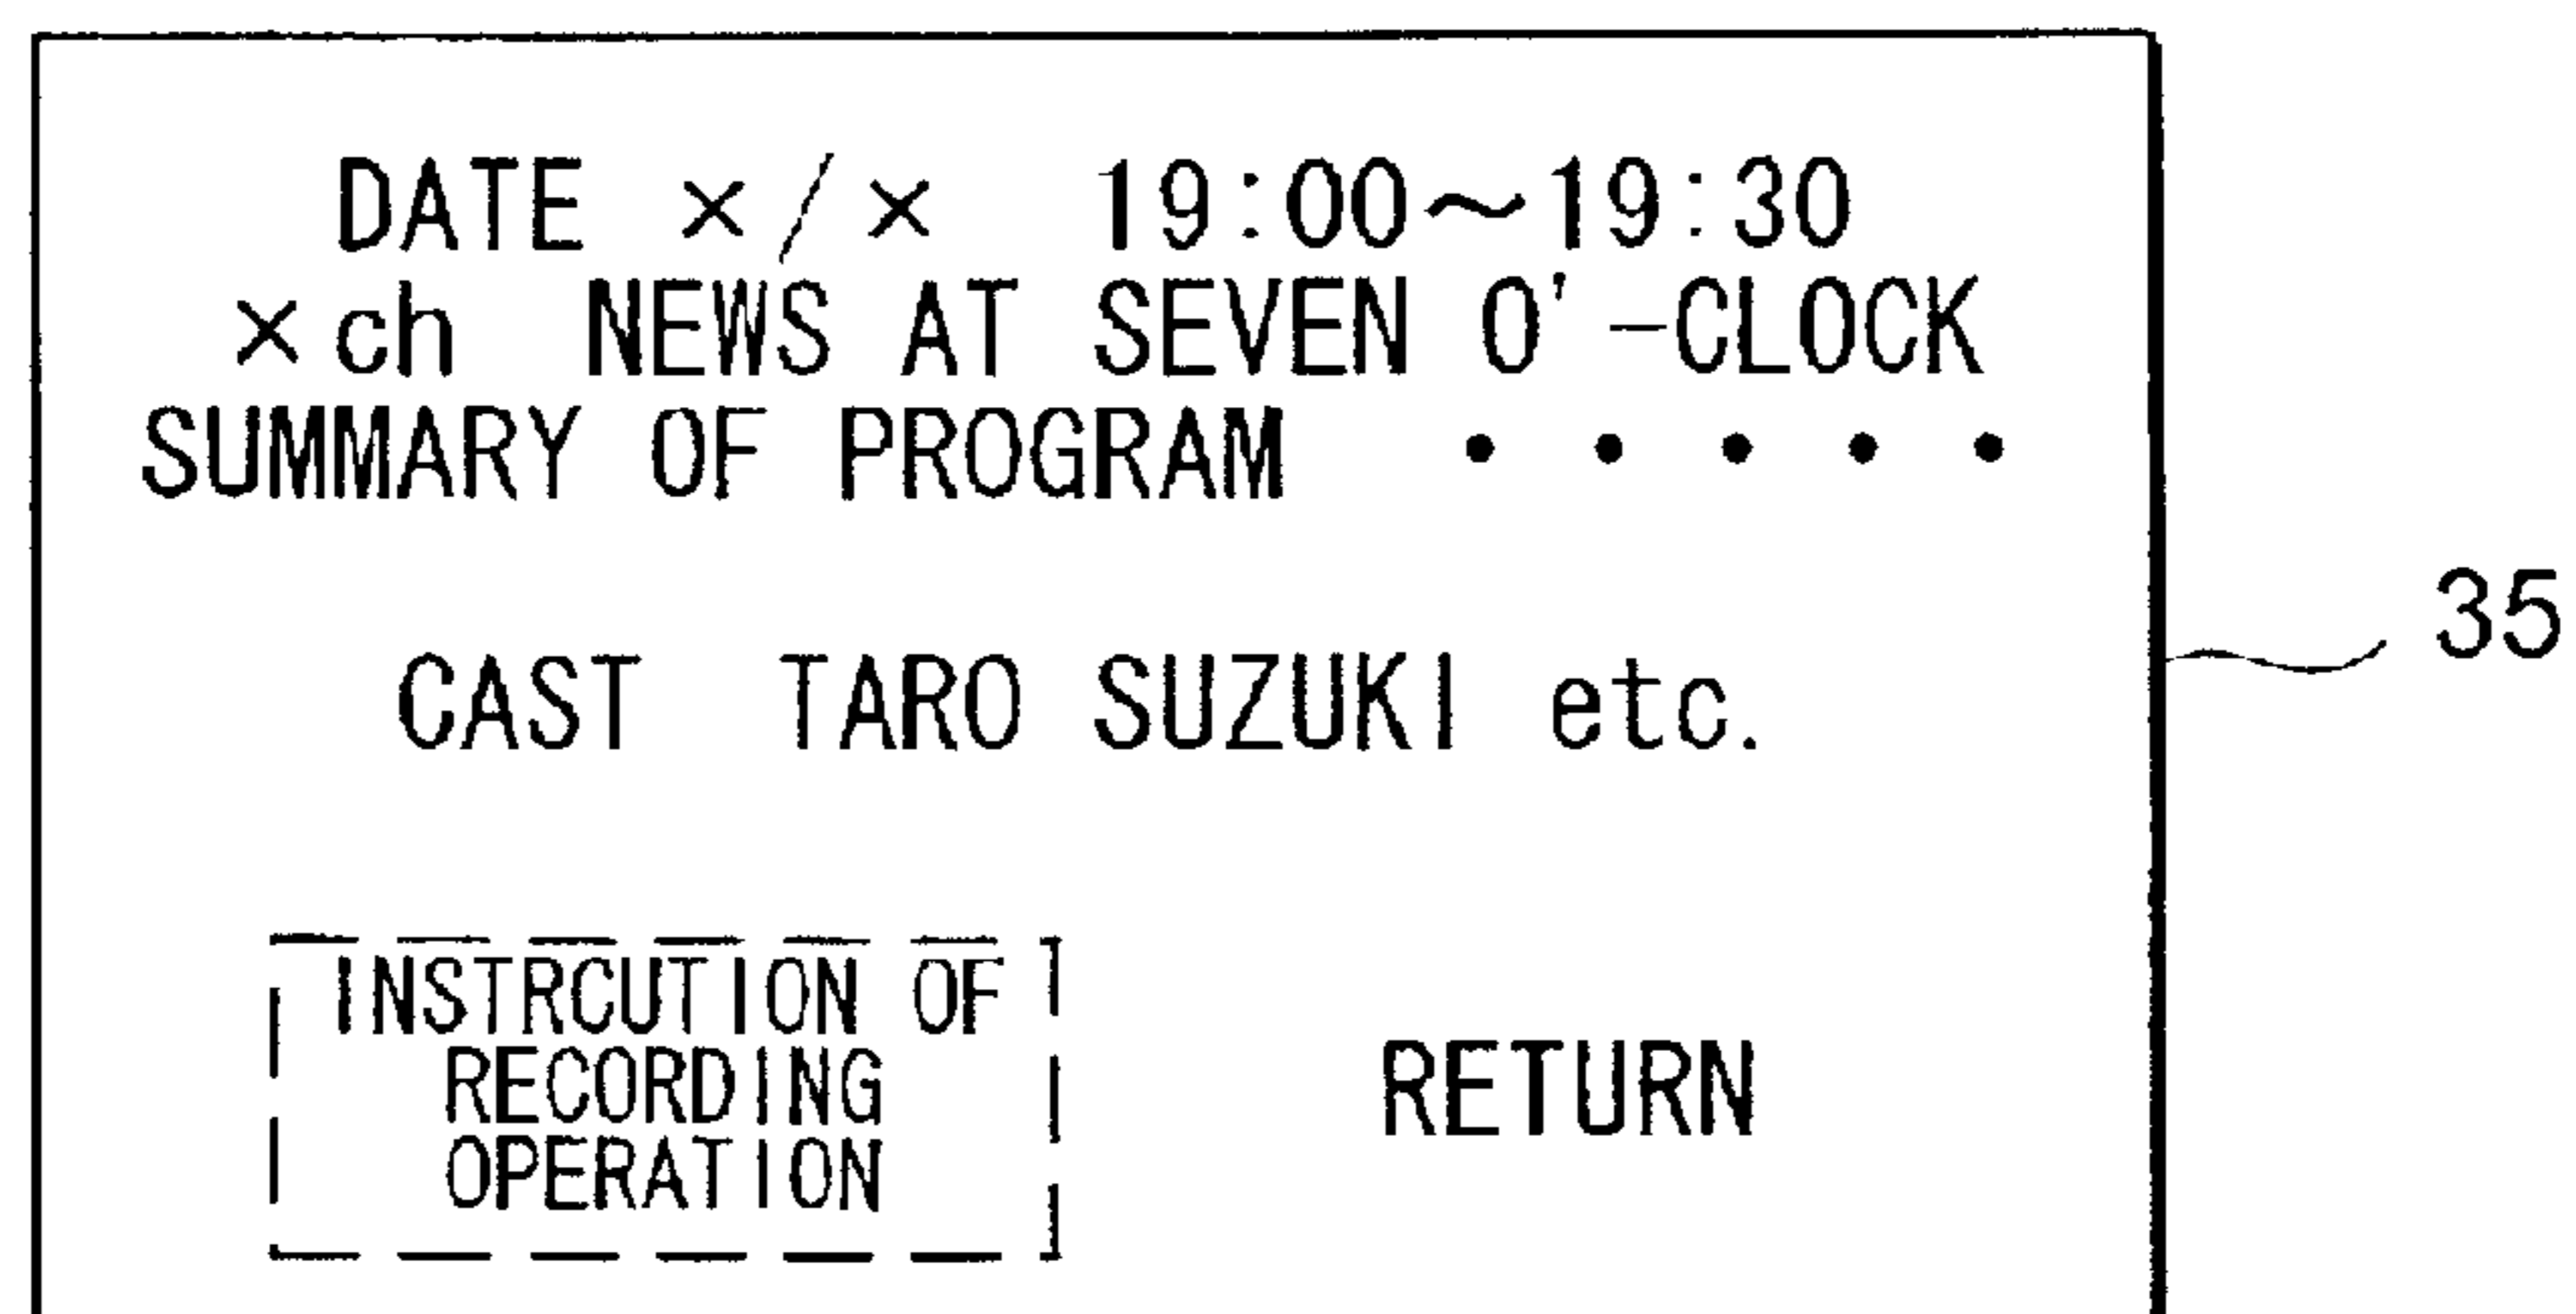 DATE ×/× 19:00～19:30
×ch NEWS AT SEVEN O'-CLOCK
SUMMARY OF PROGRAM ・・・・・
35
CAST TARO SUZUKI etc.
INSTRCUTION OF
RECORDING
OPERATION
RETURN